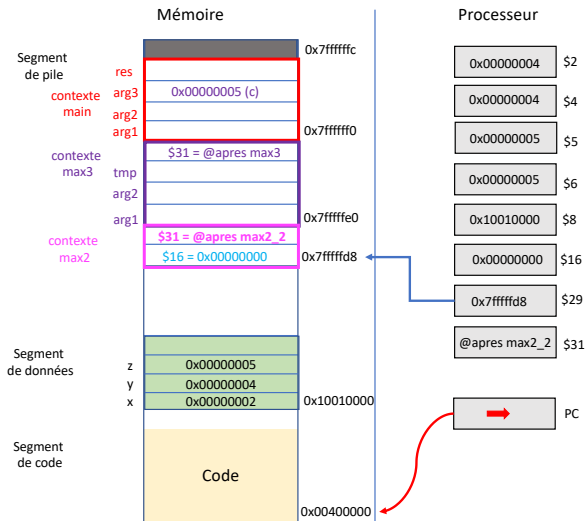 Mémoire
Processeur
0x7ffffffc
Segment
de pile
res
contexte
main
arg3
0x00000005 (c)
arg2
arg1
0x7ffffff0
contexte
max3
$31 = @apres max3
tmp
arg2
arg1
0x7fffffe0
contexte
max2
$31 = @apres max2_2
$16 = 0x00000000
0x7fffffd8
Segment
de données
z
0x00000005
y
0x00000004
x
0x00000002
0x10010000
Segment
de code
Code
0x00400000
0x00000004
$2
0x00000004
$4
0x00000005
$5
0x00000005
$6
0x10010000
$8
0x00000000
$16
0x7fffffd8
$29
@apres max2_2
$31
PC